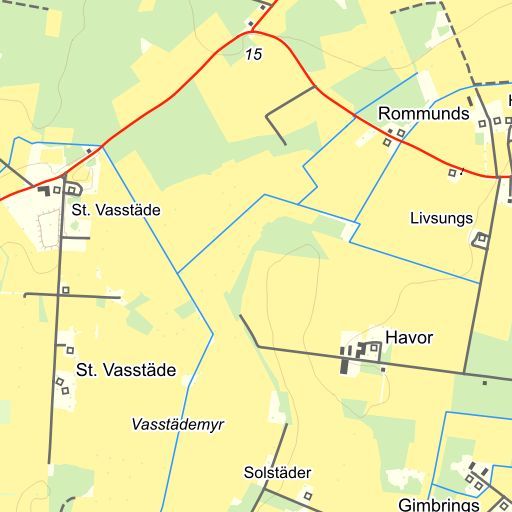 15
Rommunds
H
St. Vasstäde
Livsungs
Havor
St. Vasstäde
Vasstädemyr
Solstäder
Gimbrings